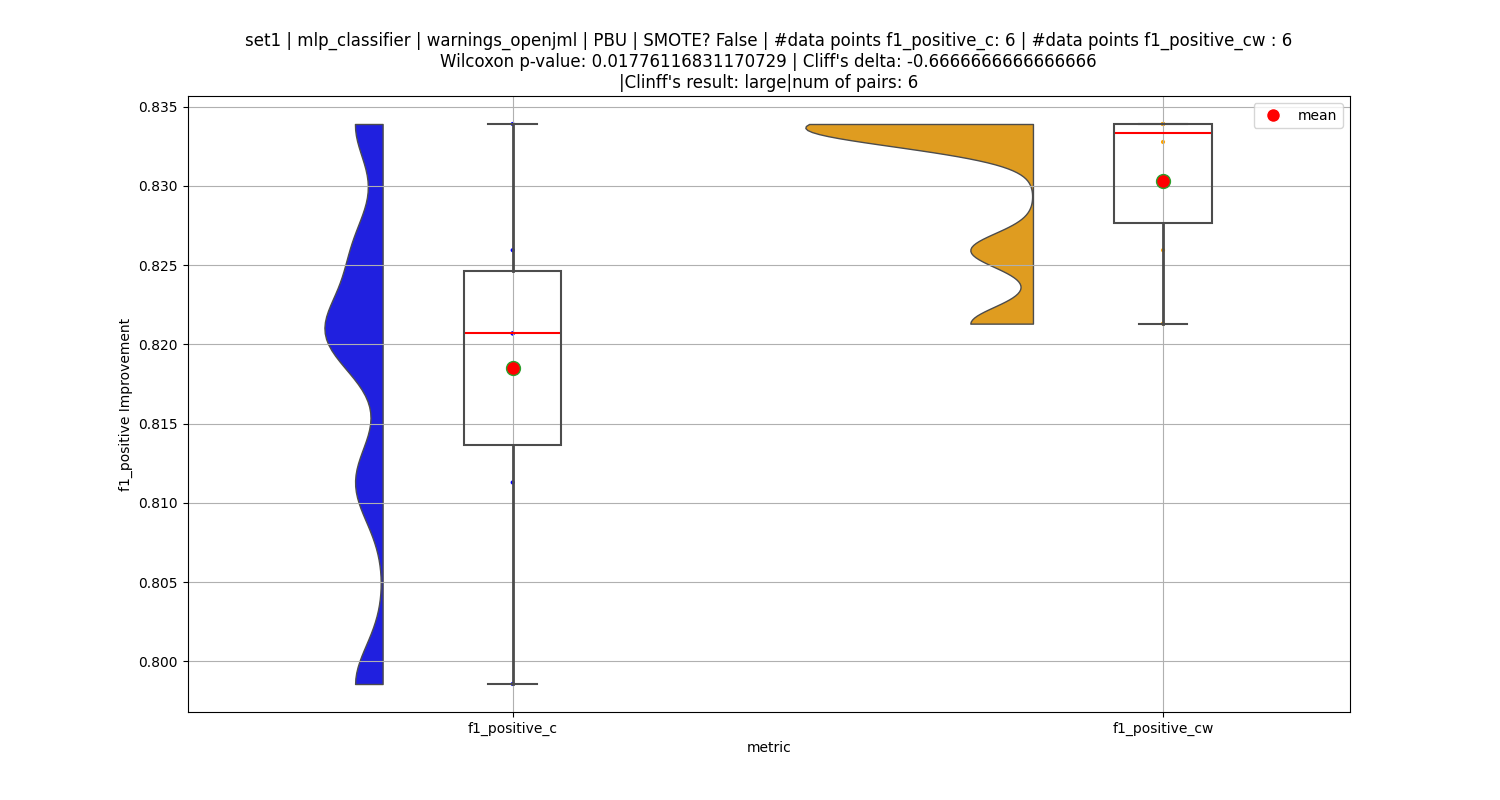 set1 | mlp_classifier | warnings_openjml | PBU | SMOTE? False | #data points f1_positive_c: 6 | #data points f1_positive_cw : 6
Wilcoxon p-value: 0.01776116831170729 | Cliff's delta: -0.6666666666666666
|Clinff's result: large|num of pairs: 6
mean
0.835
0.830
0.825
0.820
0.815
0.810
0.805
0.800
f1_positive Improvement
f1_positive_c
f1_positive_cw
metric